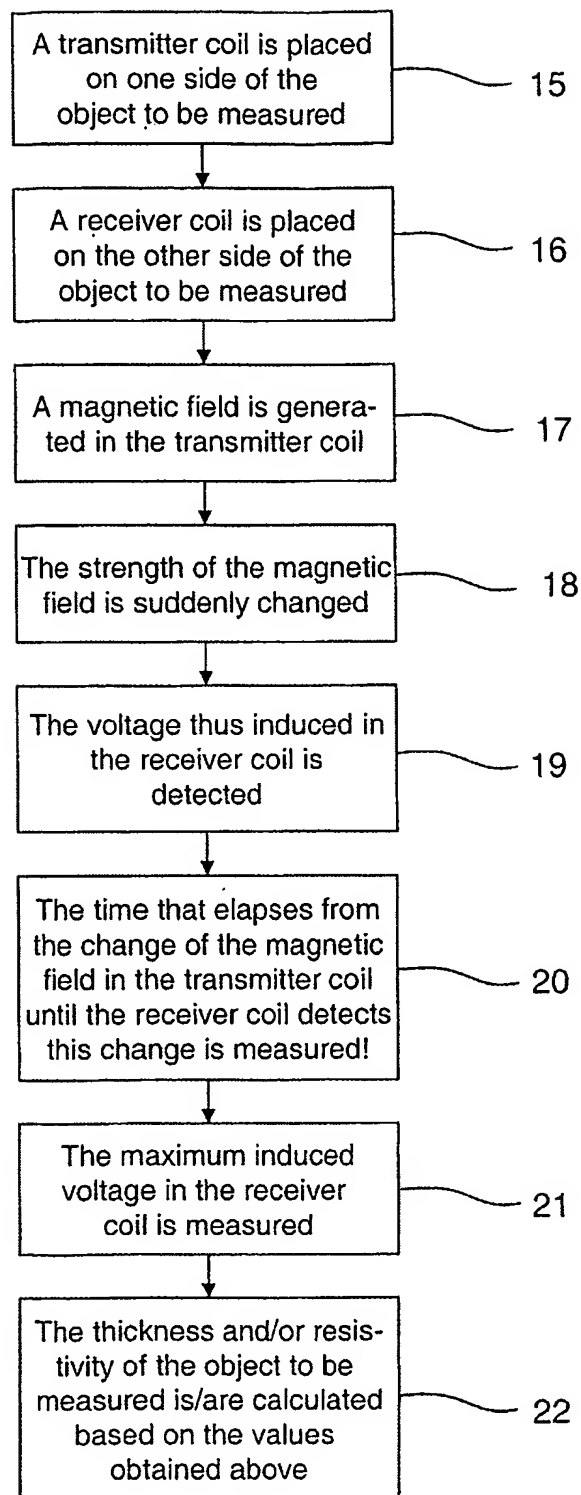 A transmitter coil is placed
on one side of the
object to be measured
15
A receiver coil is placed
on the other side of the
object to be measured
16
A magnetic field is genera-
ted in the transmitter coil
17
The strength of the magnetic
field is suddenly changed
18
The voltage thus induced in
the receiver coil is
detected
19
The time that elapses from
the change of the magnetic
field in the transmitter coil
until the receiver coil detects
this change is measured!
20
The maximum induced
voltage in the receiver
coil is measured
21
The thickness and/or resis-
tivity of the object to be
measured is/are calculated
based on the values
obtained above
22